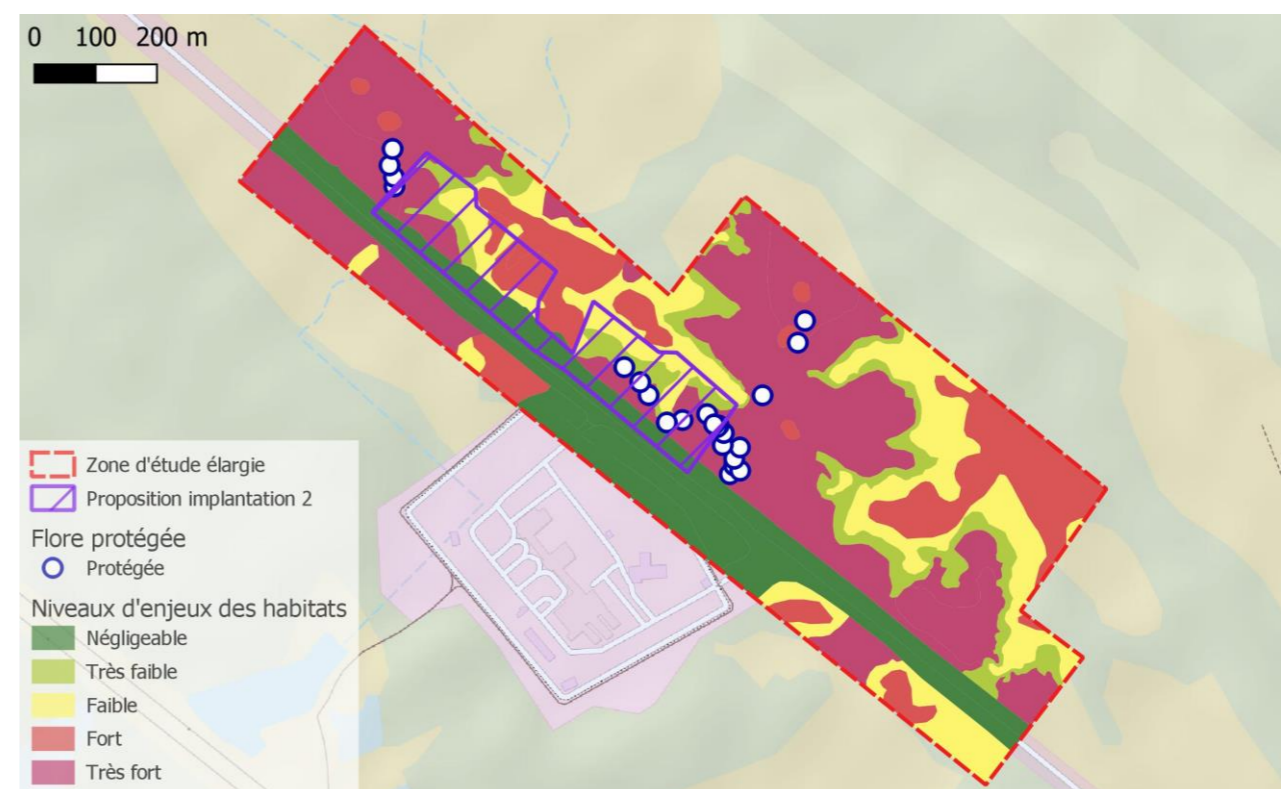 0 100 200 m
Zone d'étude élargie
Proposition implantation 2
Flore protégée
Protégée
Niveaux d'enjeux des habitats
Négligeable
Très faible
Faible
Fort
Très fort